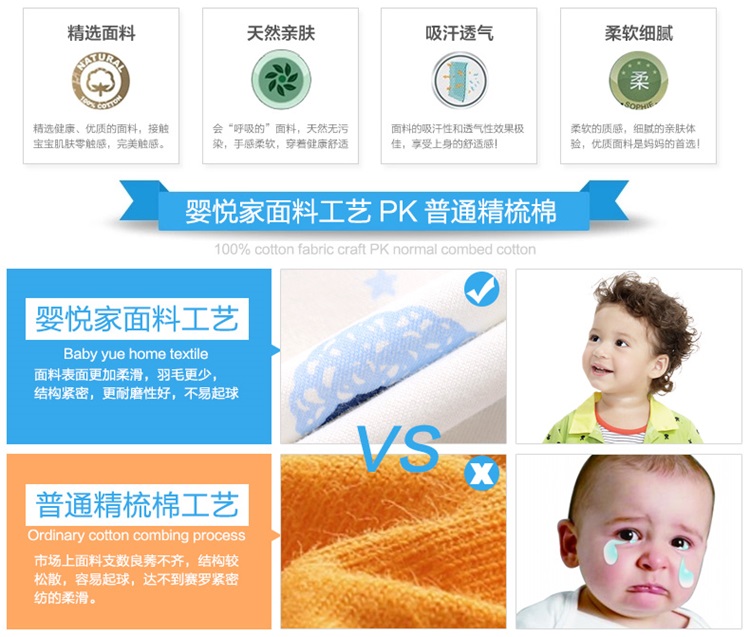 精选面料
天然亲肤
吸汗透气
柔软细腻
NATURAL
100% COTTON
柔
SOPHIE
精选健康、优质的面料，接触
宝宝肌肤零触感，完美触感。
会“呼吸的”面料，天然无污
染，手感柔软，穿着健康舒适
面料的吸汗性和透气性效果极
佳，享受上身的舒适感！
柔软的质感，细腻的亲肤体
验，优质面料是妈妈的首选！
婴悦家面料工艺 PK 普通精梳棉
100% cotton fabric craft PK normal combed cotton
婴悦家面料工艺
Baby yue home textile
面料表面更加柔滑，羽毛更少，
结构紧密，更耐磨性好，不易起球
VS
普通精梳棉工艺
Ordinary cotton combing process
市场上面料支数良莠不齐，结构较
松散，容易起球，达不到赛罗紧密
纺的柔滑。